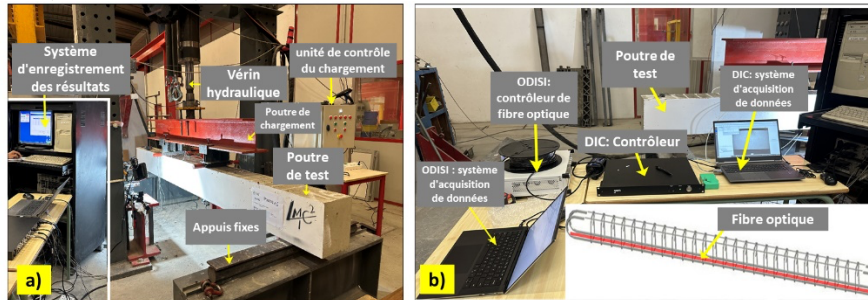 Système
d'enregistrement
des résultats
Vérin
hydraulique
unité de contrôle
du chargement
Poutre de
chargement
Poutre
de test
LMC²
Appuis fixes
a)
ODISI:
contrôleur de
fibre optique
Poutre de
test
DIC: système
d'acquisition
de données
DIC: Contrôleur
ODISI : système
d'acquisition
de données
Fibre optique
b)